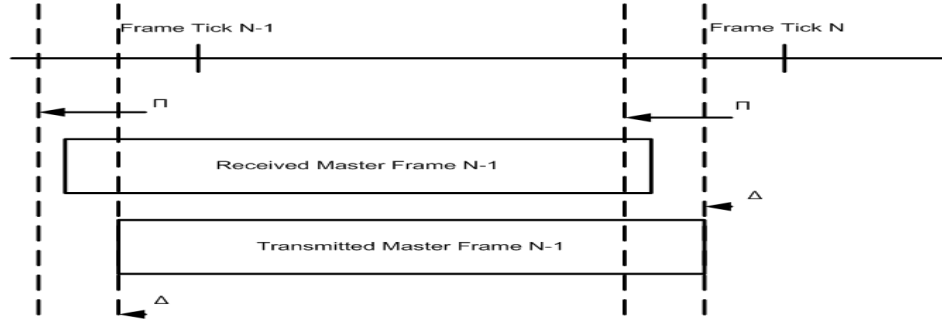 Frame Tick N-1
Frame Tick N
Π
Π
Received Master Frame N-1
Δ
Transmitted Master Frame N-1
Δ